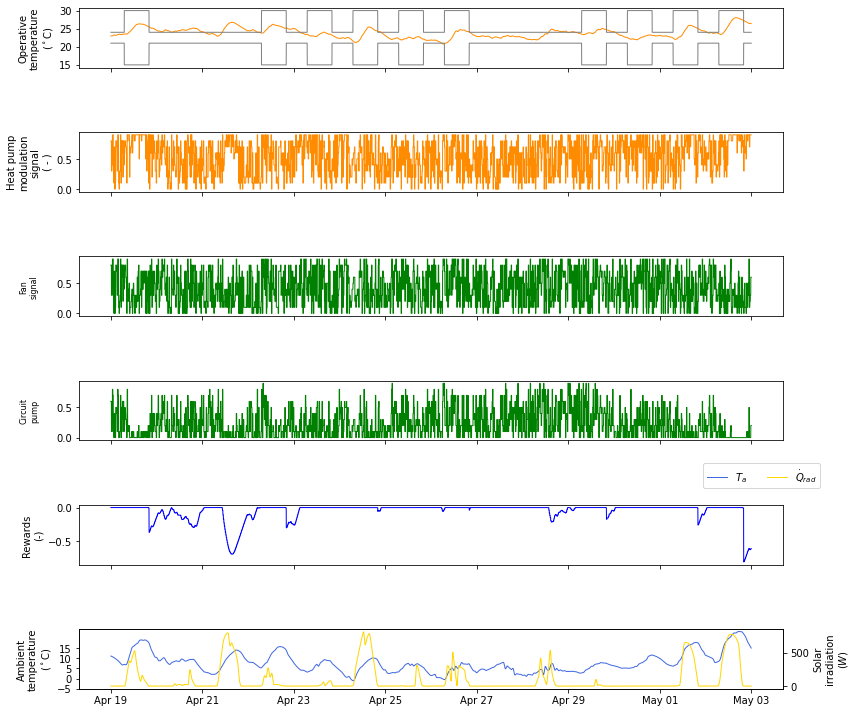 Operative
temperature
(°C)
30
25
20
15
Heat pump
modulation
signal
( - )
0.5
0.0
Fan
signal
0.5
0.0
Circuit
pump
0.5
0.0
T_a Q̇_rad
Rewards
(-)
0.0
−0.5
Ambient
temperature
(°C)
15
10
5
0
−5
500
0
Solar
irradiation
(W)
Apr 19 Apr 21 Apr 23 Apr 25 Apr 27 Apr 29 May 01 May 03